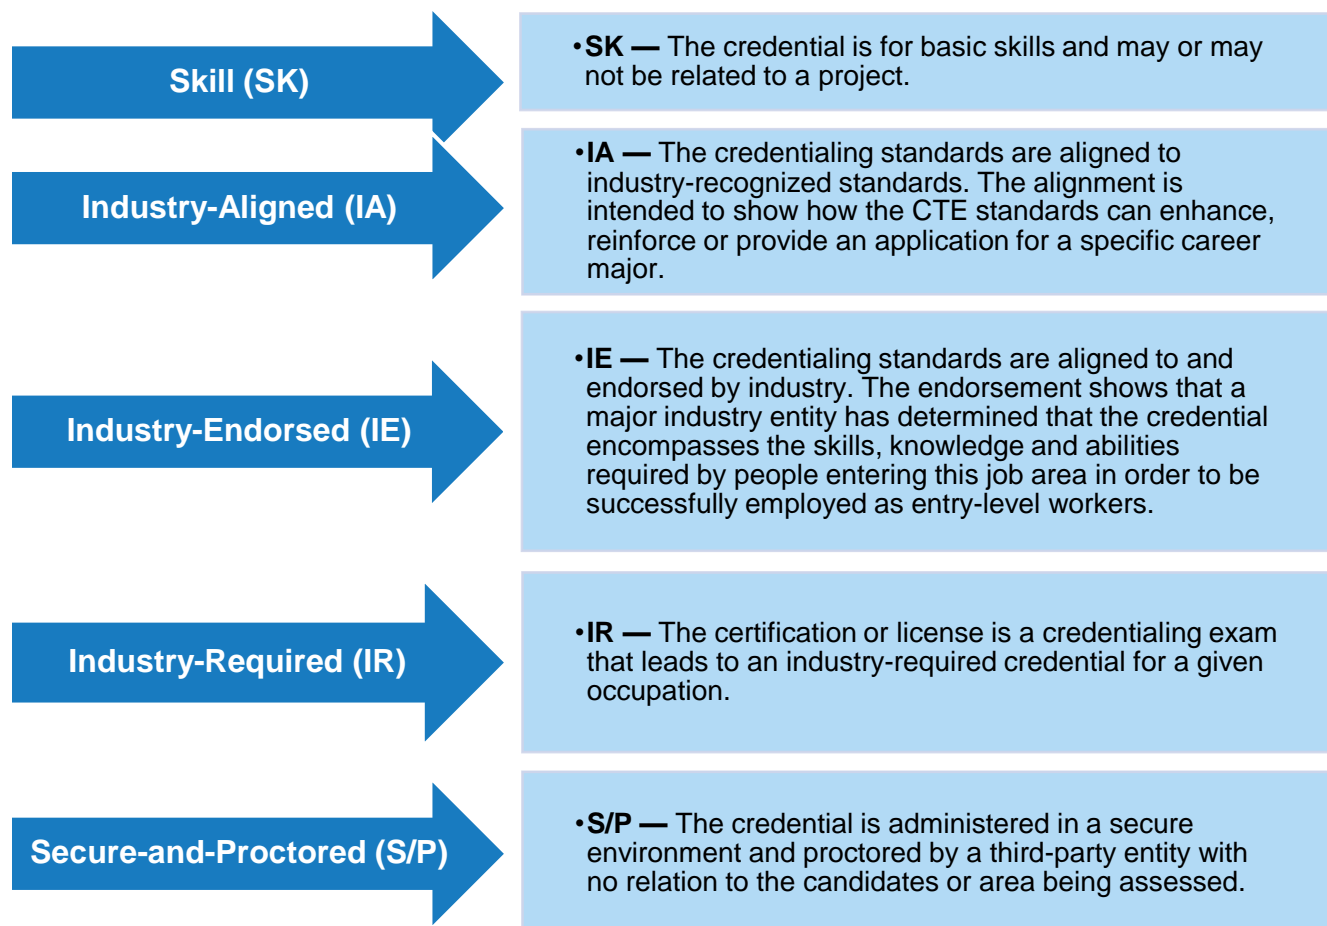 Skill (SK)
•SK — The credential is for basic skills and may or may
not be related to a project.
Industry-Aligned (IA)
•IA — The credentialing standards are aligned to
industry-recognized standards. The alignment is
intended to show how the CTE standards can enhance,
reinforce or provide an application for a specific career
major.
Industry-Endorsed (IE)
•IE — The credentialing standards are aligned to and
endorsed by industry. The endorsement shows that a
major industry entity has determined that the credential
encompasses the skills, knowledge and abilities
required by people entering this job area in order to be
successfully employed as entry-level workers.
Industry-Required (IR)
•IR — The certification or license is a credentialing exam
that leads to an industry-required credential for a given
occupation.
Secure-and-Proctored (S/P)
•S/P — The credential is administered in a secure
environment and proctored by a third-party entity with
no relation to the candidates or area being assessed.